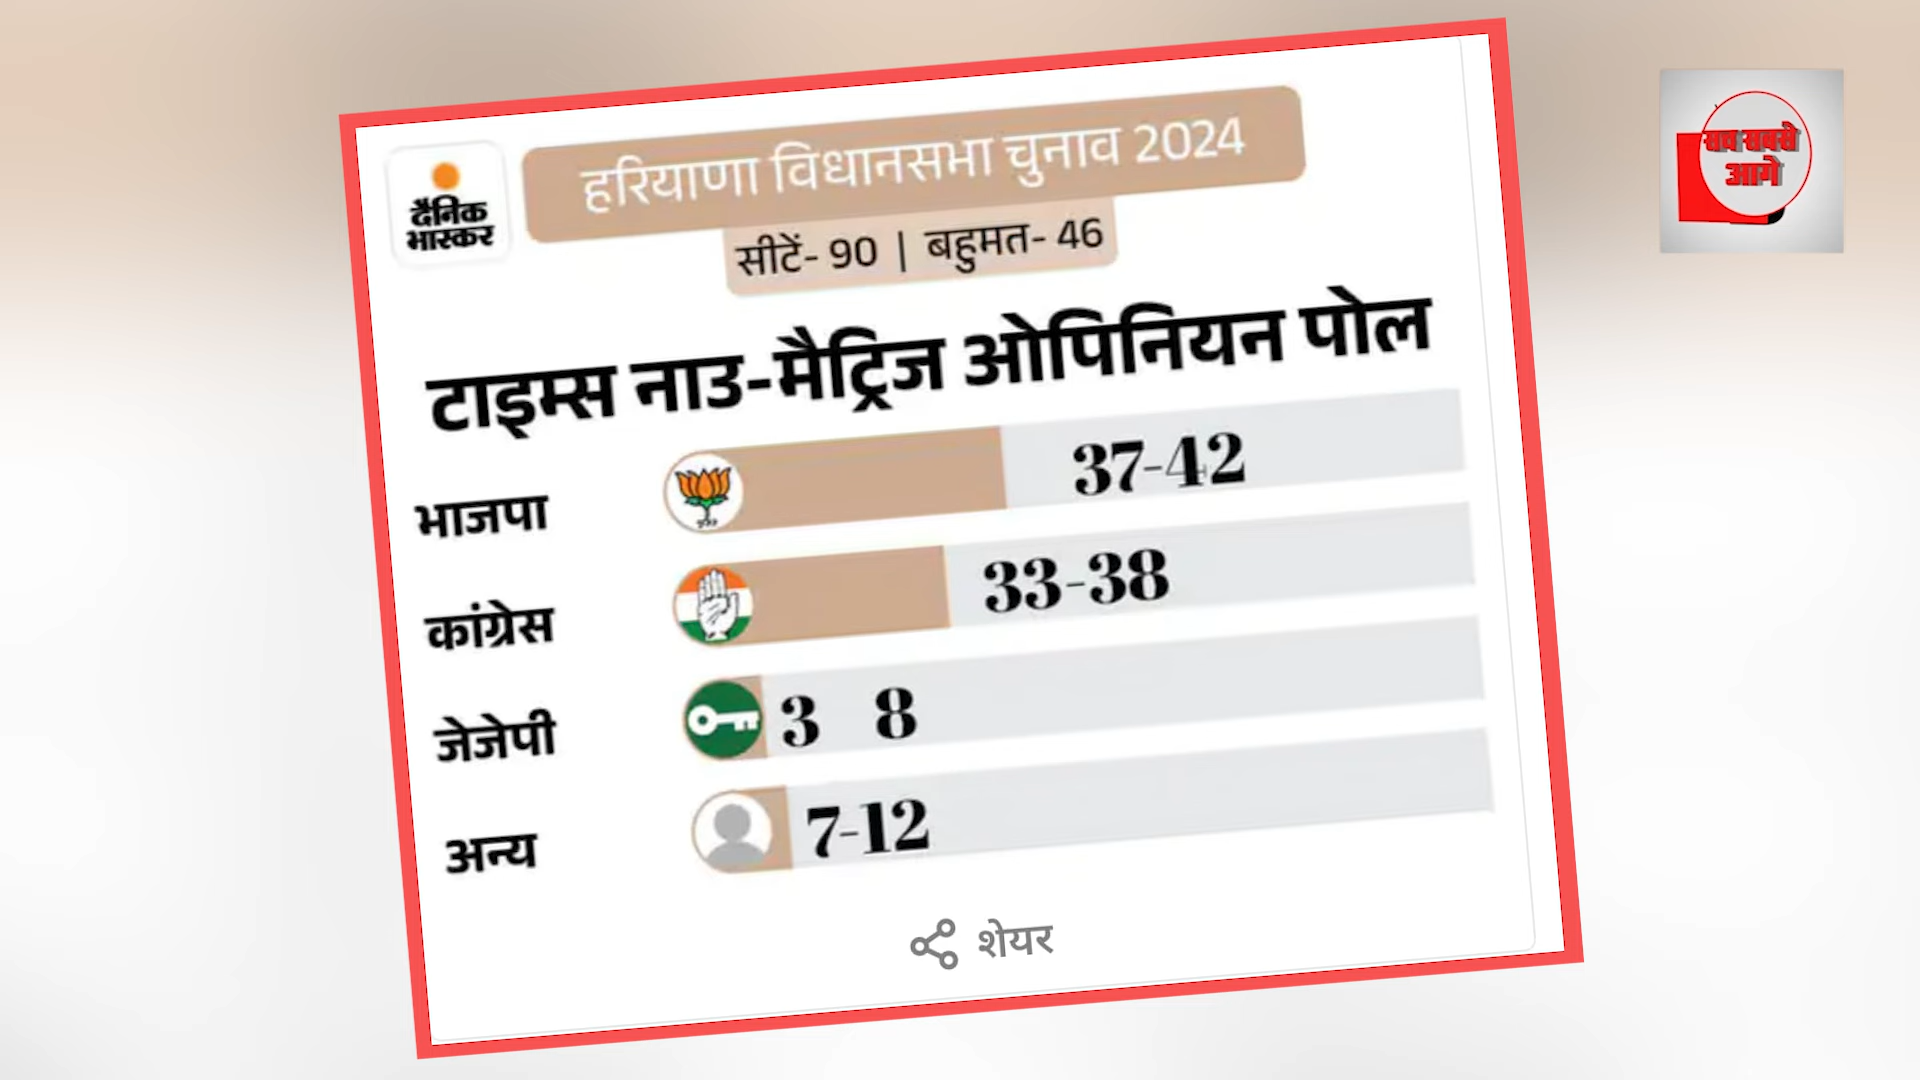 दैनिक
भास्कर
हरियाणा विधानसभा चुनाव 2024
सीटें- 90 | बहुमत- 46
टाइम्स नाउ-मैट्रिज ओपिनियन पोल
भाजपा 37-42
कांग्रेस 33-38
जेजेपी 3 8
अन्य 7-12
शेयर
सच सबसे
आगे